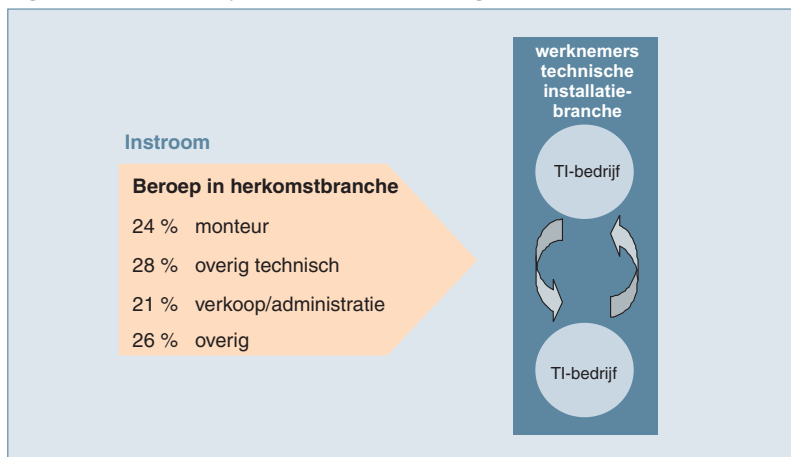 Instroom
Beroep in herkomstbranche
24 % monteur
28 % overig technisch
21 % verkoop/administratie
26 % overig
werknemers
technische
installatie-
branche
TI-bedrijf
TI-bedrijf